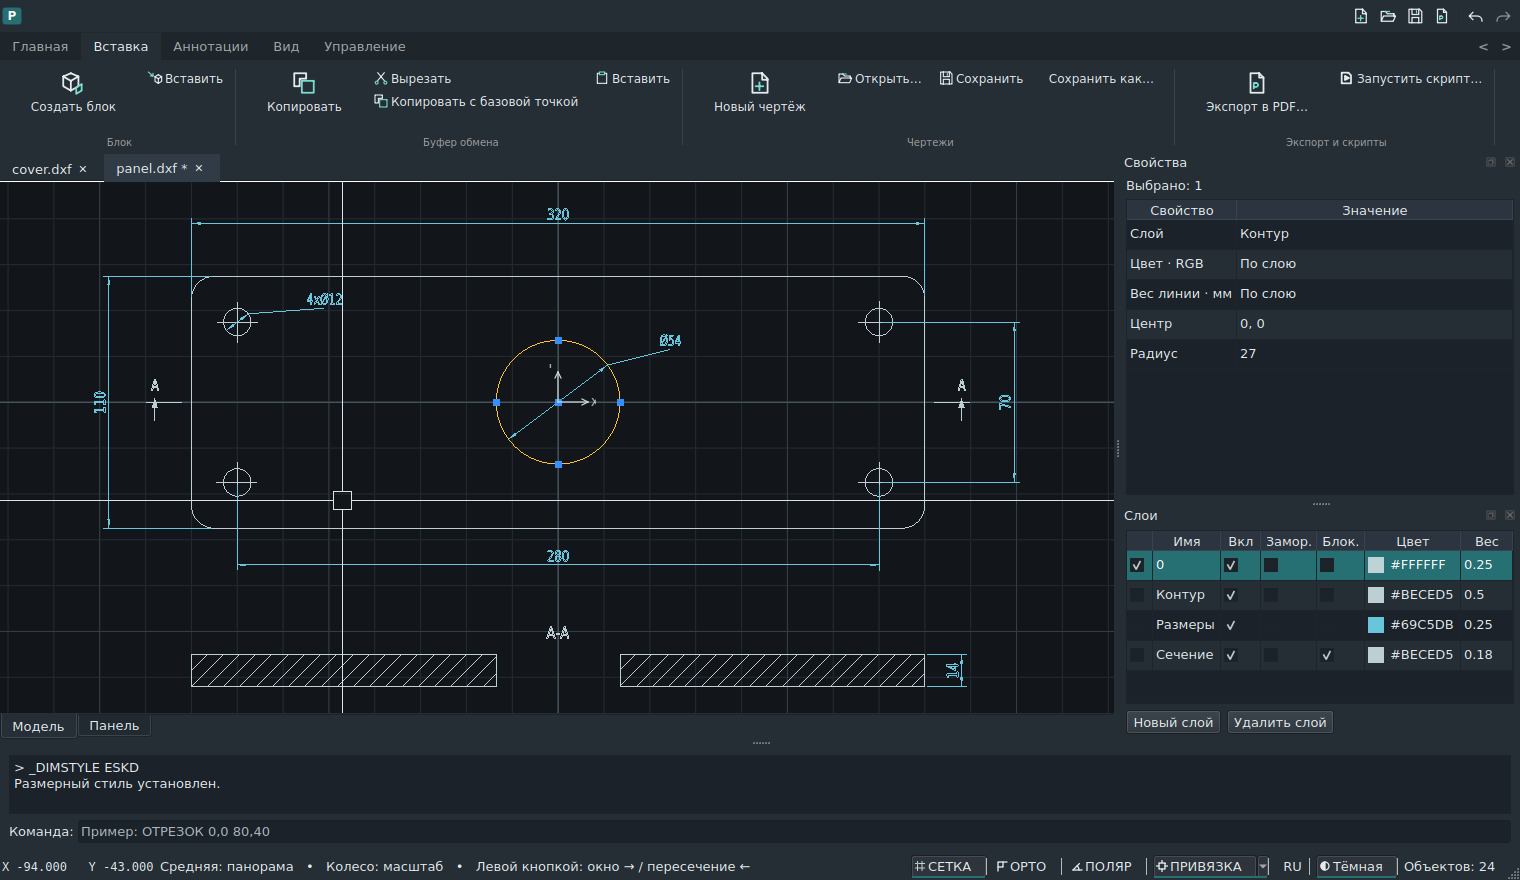 P
Главная Вставка Аннотации Вид Управление < >
Создать блок Вставить Копировать Вырезать Копировать с базовой точкой Вставить Новый чертёж Открыть... Сохранить Сохранить как... Экспорт в PDF... Запустить скрипт...
Блок Буфер обмена Чертежи Экспорт и скрипты
cover.dxf × panel.dxf * ×
320
4xØ12
Ø54
A A
110
70
X
280
A-A
14
Модель Панель
Свойства
Выбрано: 1
Свойство Значение
Слой Контур
Цвет · RGB По слою
Вес линии · мм По слою
Центр 0, 0
Радиус 27
Слои
Имя Вкл Замор. Блок. Цвет Вес
0 #FFFFFF 0.25
Контур #BECED5 0.5
Размеры #69C5DB 0.25
Сечение #BECED5 0.18
Новый слой Удалить слой
> _DIMSTYLE ESKD
Размерный стиль установлен.
Команда: Пример: ОТРЕЗОК 0,0 80,40
X -94.000 Y -43.000 Средняя: панорама • Колесо: масштаб • Левой кнопкой: окно → / пересечение ← СЕТКА ОРТО ПОЛЯР ПРИВЯЗКА RU Тёмная Объектов: 24